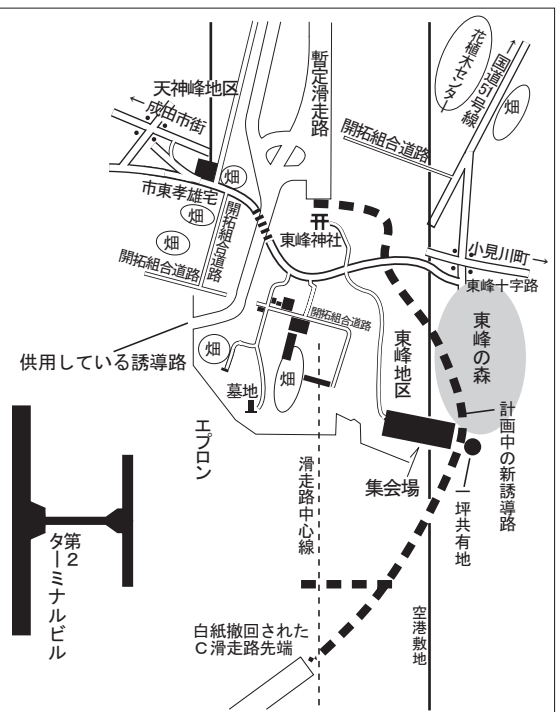 花植木センター
国道51号線
→
畑
暫定滑走路
開拓組合道路
天神峰地区
← 成田市街
市東孝雄宅
畑
畑
畑
開拓組合道路
開拓組合道路
東峰神社
小見川町 →
東峰十字路
東峰の森
開拓組合道路
東峰地区
供用している誘導路
畑
畑
墓地
エプロン
集会場
計画中の新誘導路
一坪共有地
滑走路中心線
第2
ターミナルビル
空港敷地
白紙撤回された
C滑走路先端